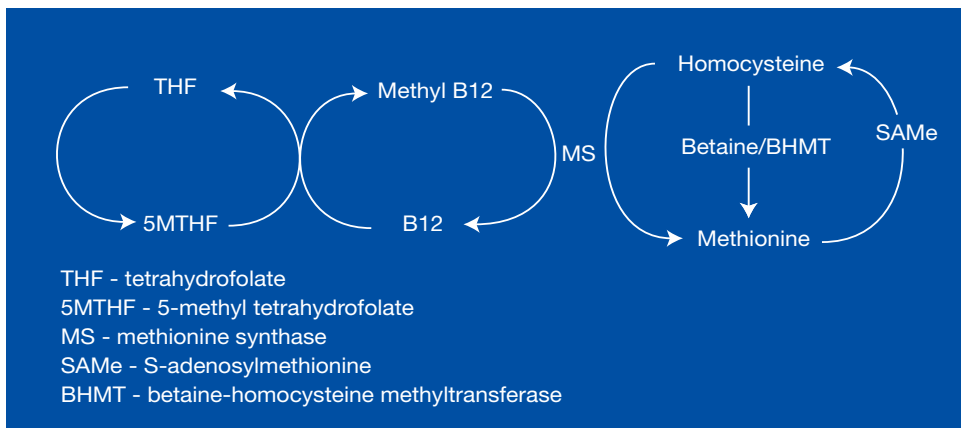 THF
Methyl B12
Homocysteine
MS
Betaine/BHMT
SAMe
5MTHF
B12
Methionine
THF - tetrahydrofolate
5MTHF - 5-methyl tetrahydrofolate
MS - methionine synthase
SAMe - S-adenosylmethionine
BHMT - betaine-homocysteine methyltransferase